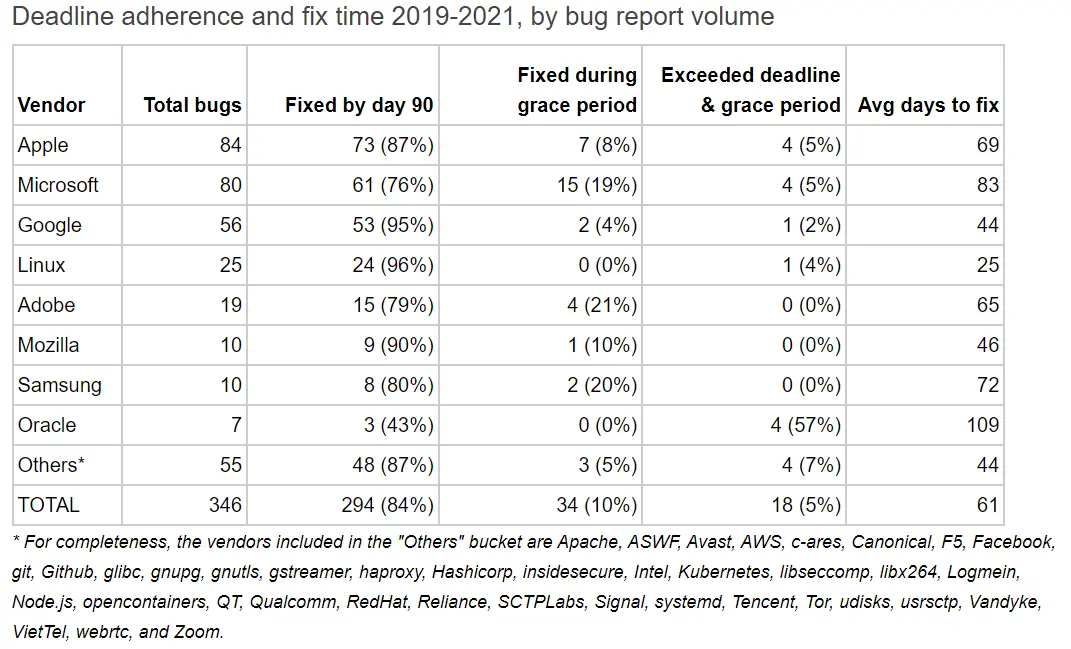 Deadline adherence and fix time 2019-2021, by bug report volume
Vendor Total bugs Fixed by day 90 Fixed during grace period Exceeded deadline & grace period Avg days to fix
Apple 84 73 (87%) 7 (8%) 4 (5%) 69
Microsoft 80 61 (76%) 15 (19%) 4 (5%) 83
Google 56 53 (95%) 2 (4%) 1 (2%) 44
Linux 25 24 (96%) 0 (0%) 1 (4%) 25
Adobe 19 15 (79%) 4 (21%) 0 (0%) 65
Mozilla 10 9 (90%) 1 (10%) 0 (0%) 46
Samsung 10 8 (80%) 2 (20%) 0 (0%) 72
Oracle 7 3 (43%) 0 (0%) 4 (57%) 109
Others* 55 48 (87%) 3 (5%) 4 (7%) 44
TOTAL 346 294 (84%) 34 (10%) 18 (5%) 61
* For completeness, the vendors included in the "Others" bucket are Apache, ASWF, Avast, AWS, c-ares, Canonical, F5, Facebook,
git, Github, glibc, gnupg, gnutls, gstreamer, haproxy, Hashicorp, insidesecure, Intel, Kubernetes, libseccomp, libx264, Logmein,
Node.js, opencontainers, QT, Qualcomm, RedHat, Reliance, SCTPLabs, Signal, systemd, Tencent, Tor, udisks, usrsctp, Vandyke,
VietTel, webrtc, and Zoom.